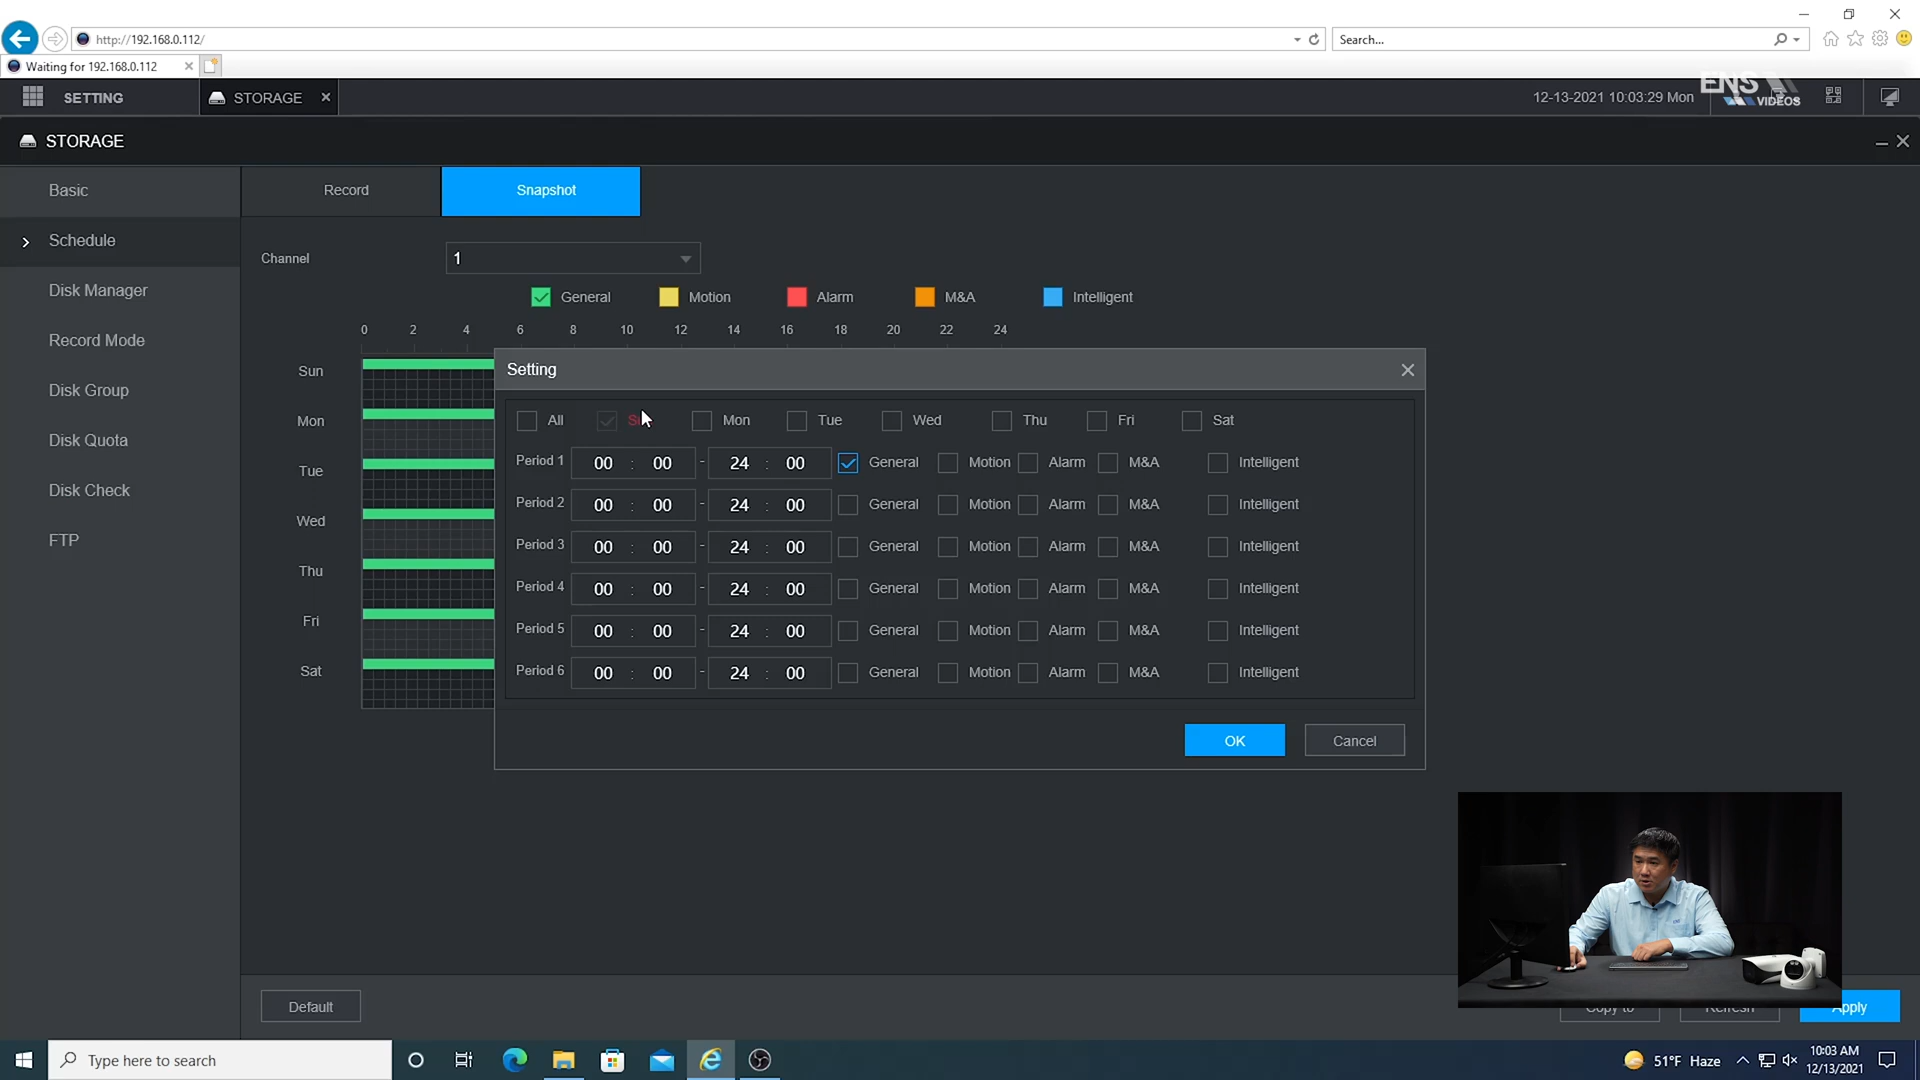 http://192.168.0.112/
Search...
Waiting for 192.168.0.112
SETTING
STORAGE
12-13-2021 10:03:29 Mon
ENS
VIDEOS
STORAGE
Basic
Schedule
Disk Manager
Record Mode
Disk Group
Disk Quota
Disk Check
FTP
Record
Snapshot
Channel
1
General Motion Alarm M&A Intelligent
0 2 4 6 8 10 12 14 16 18 20 22 24
Sun
Mon
Tue
Wed
Thu
Fri
Sat
Setting
All Mon Tue Wed Thu Fri Sat
Period 1 00 : 00 - 24 : 00 General Motion Alarm M&A Intelligent
Period 2 00 : 00 - 24 : 00 General Motion Alarm M&A Intelligent
Period 3 00 : 00 - 24 : 00 General Motion Alarm M&A Intelligent
Period 4 00 : 00 - 24 : 00 General Motion Alarm M&A Intelligent
Period 5 00 : 00 - 24 : 00 General Motion Alarm M&A Intelligent
Period 6 00 : 00 - 24 : 00 General Motion Alarm M&A Intelligent
OK
Cancel
Default
Copy to
Refresh
Apply
Type here to search
51°F Haze
10:03 AM
12/13/2021